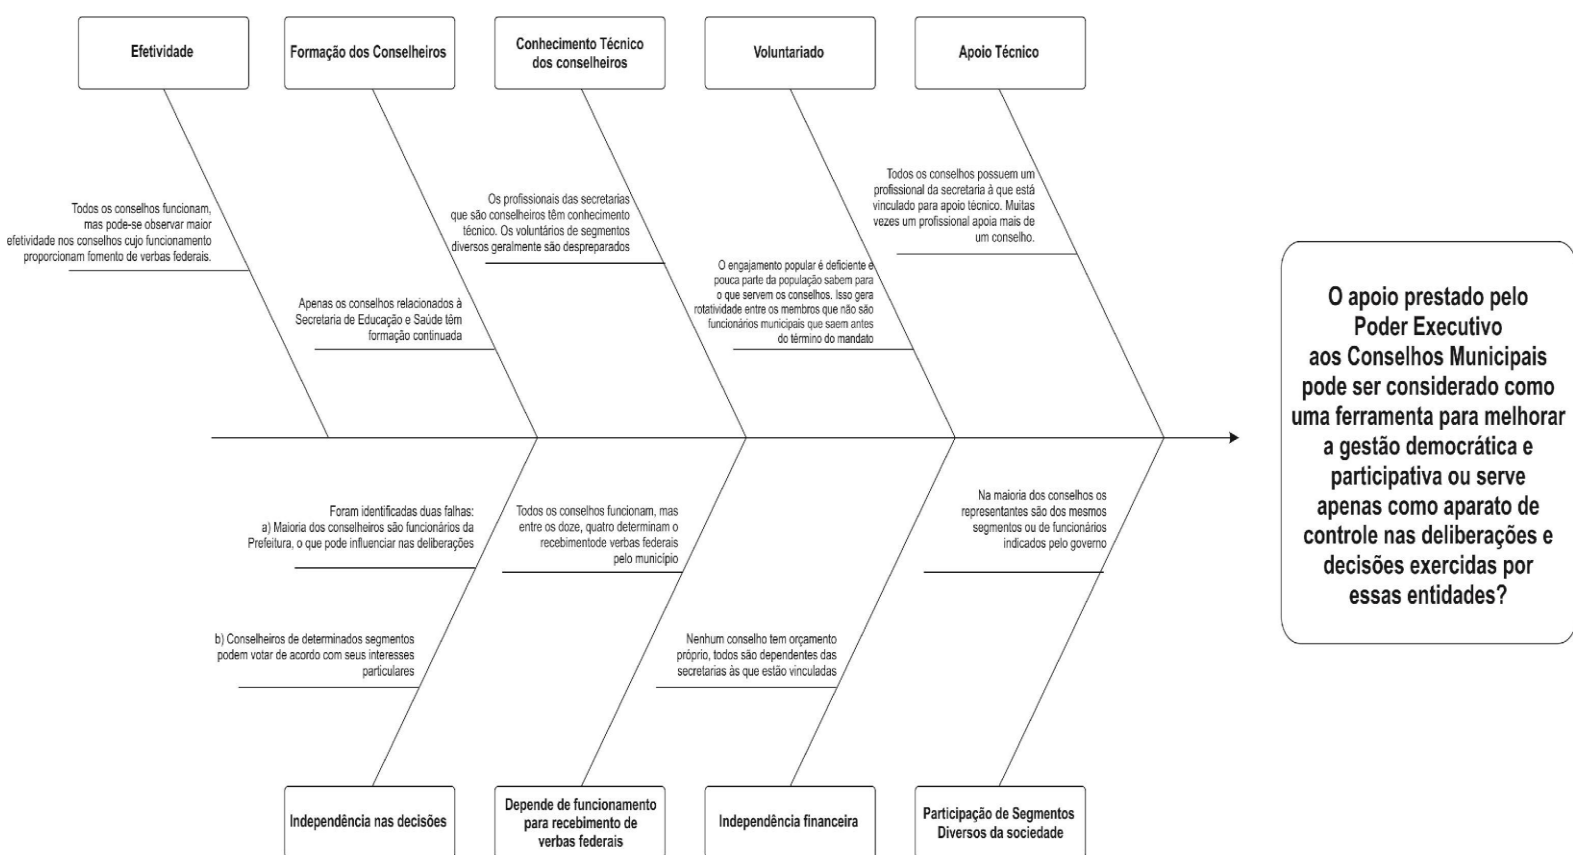 Efetividade
Formação dos Conselheiros
Conhecimento Técnico
dos conselheiros
Voluntariado
Apoio Técnico
Todos os conselhos funcionam,
mas pode-se observar maior
efetividade nos conselhos cujo funcionamento
proporcionam fomento de verbas federais.
Apenas os conselhos relacionados à
Secretaria de Educação e Saúde têm
formação continuada
Os profissionais das secretarias
que são conselheiros têm conhecimento
técnico. Os voluntários de segmentos
diversos geralmente são despreparados
O engajamento popular é deficiente e
pouca parte da população sabem para
o que servem os conselhos. Isso gera
rotatividade entre os membros que não são
funcionários municipais que saem antes
do término do mandato
Todos os conselhos possuem um
profissional da secretaria à que está
vinculado para apoio técnico. Muitas
vezes um profissional apoia mais de
um conselho.
O apoio prestado pelo
Poder Executivo
aos Conselhos Municipais
pode ser considerado como
uma ferramenta para melhorar
a gestão democrática e
participativa ou serve
apenas como aparato de
controle nas deliberações e
decisões exercidas por
essas entidades?
Foram identificadas duas falhas:
a) Maioria dos conselheiros são funcionários da
Prefeitura, o que pode influenciar nas deliberações
b) Conselheiros de determinados segmentos
podem votar de acordo com seus interesses
particulares
Todos os conselhos funcionam, mas
entre os doze, quatro determinam o
recebimentode verbas federais
pelo município
Nenhum conselho tem orçamento
próprio, todos são dependentes das
secretarias às que estão vinculadas
Na maioria dos conselhos os
representantes são dos mesmos
segmentos ou de funcionários
indicados pelo governo
Independência nas decisões
Depende de funcionamento
para recebimento de
verbas federais
Independência financeira
Participação de Segmentos
Diversos da sociedade